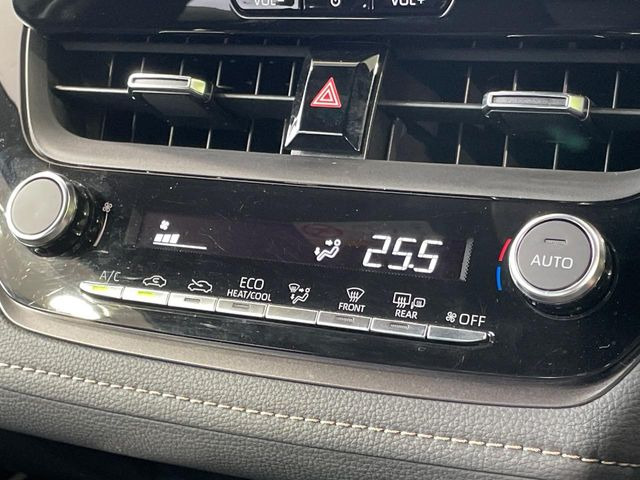 VOL− VOL+
25.5
AUTO
A/C ECO HEAT/COOL FRONT REAR OFF